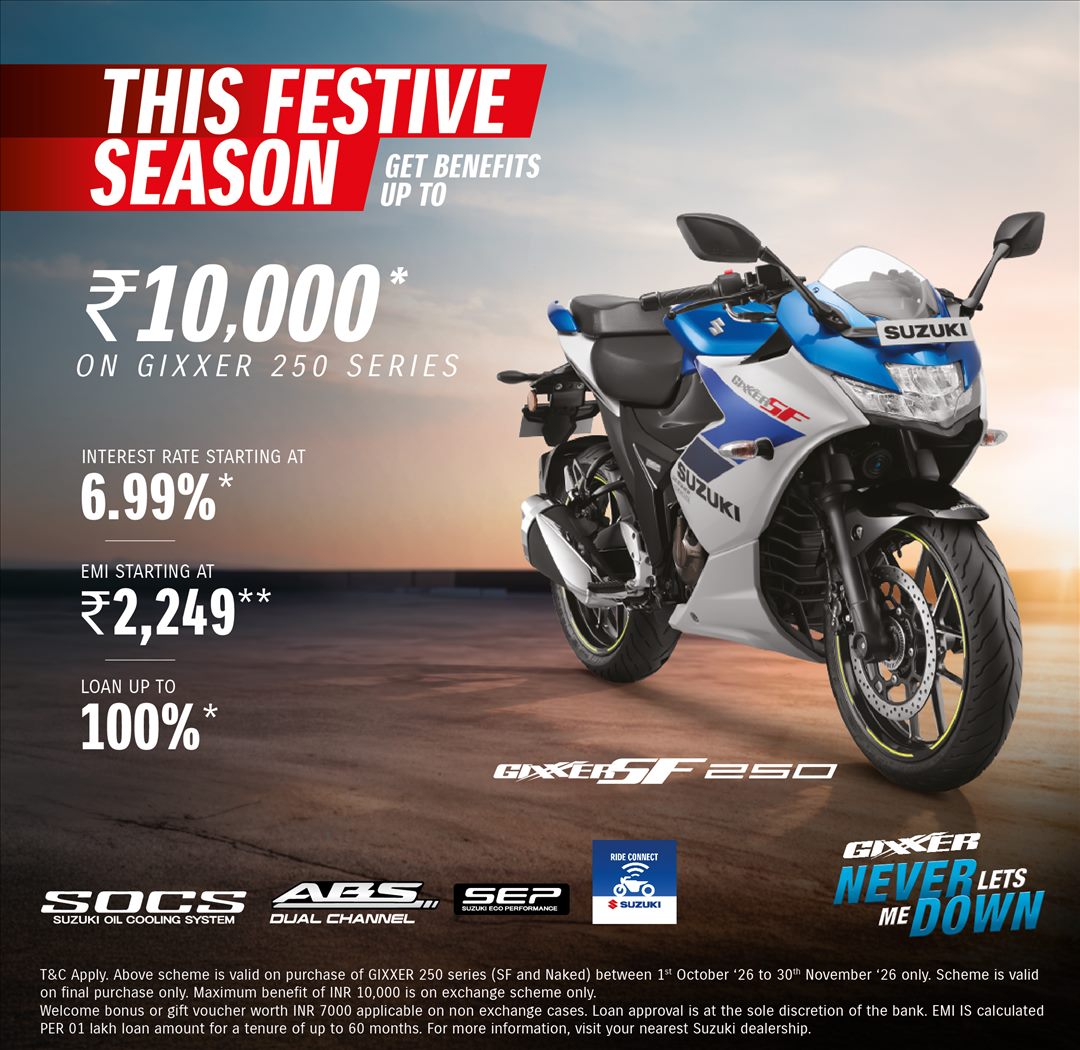 THIS FESTIVE
SEASON
GET BENEFITS
UP TO
₹10,000*
ON GIXXER 250 SERIES
INTEREST RATE STARTING AT
6.99%*
EMI STARTING AT
₹2,249**
LOAN UP TO
100%*
SUZUKI
GIXXER SF
SUZUKI
GIXXER SF 250
SOCS
SUZUKI OIL COOLING SYSTEM
ABS
DUAL CHANNEL
SEP
SUZUKI ECO PERFORMANCE
RIDE CONNECT
SUZUKI
GIXXER
NEVER LETS
ME DOWN
T&C Apply. Above scheme is valid on purchase of GIXXER 250 series (SF and Naked) between 1st October ‘26 to 30th November ‘26 only. Scheme is valid
on final purchase only. Maximum benefit of INR 10,000 is on exchange scheme only.
Welcome bonus or gift voucher worth INR 7000 applicable on non exchange cases. Loan approval is at the sole discretion of the bank. EMI IS calculated
PER 01 lakh loan amount for a tenure of up to 60 months. For more information, visit your nearest Suzuki dealership.